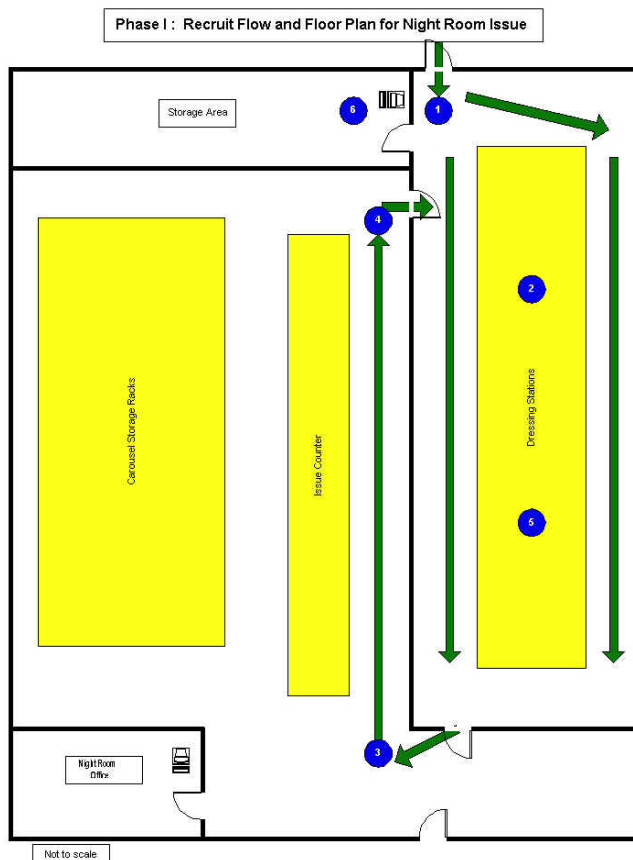 Phase I : Recruit Flow and Floor Plan for Night Room Issue
Storage Area
6
1
4
2
Carousel Storage Racks
Issue Counter
Dressing Stations
5
3
Night Room
Office
Not to scale